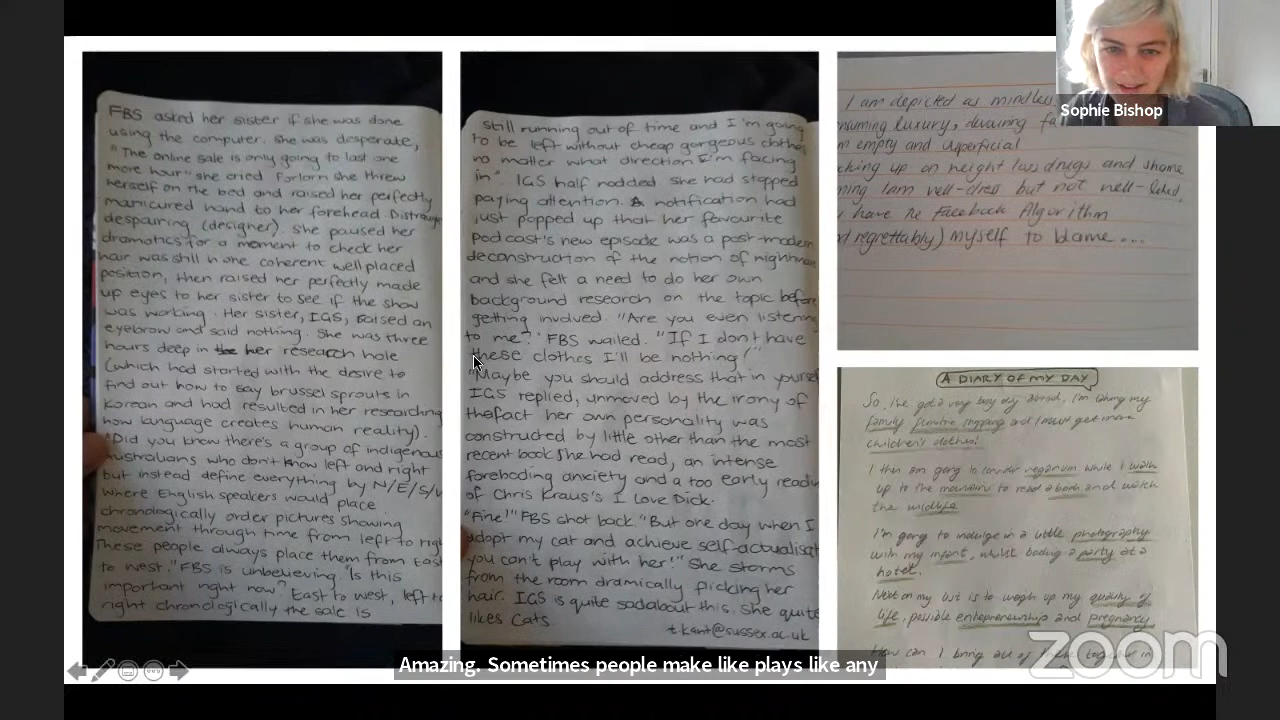 FBS asked her sister if she was done
using the computer. She was desperate,
"The online sale is only going to last one
more hour" she cried forlorn she threw
herself on the bed and raised her perfectly
manicured hand to her forehead. Distraught
despairing (designer). She paused her
dramatics for a moment to check her
hair was still in one coherent well placed
position, then raised her perfectly made
up eyes to her sister to see if the show
was working. Her sister, IGS, raised an
eyebrow and said nothing. She was three
hours deep in the her research hole
(which had started with the desire to
find out how to say brussel sprouts in
Korean and had resulted in her researching
how language creates human reality).
"Did you know there's a group of indigenous
Australians who don't know left and right
but instead define everything by N/E/S/W
where English speakers would place
chronologically order pictures showing
movement through time from left to right
These people always place them from East
to west." FBS is unbelieving "Is this
important right now? East to west, left to
right chronologically the sale is
still running out of time and I'm going
to be left without cheap gorgeous clothes
no matter what direction I'm facing
in" IGS half nodded she had stopped
paying attention. A notification had
just popped up that her favourite
podcast's new episode was a post-modern
deconstruction of the notion of nightmares
and she felt a need to do her own
background research on the topic before
getting involved. "Are you even listening
to me?" FBS wailed. "If I don't have
these clothes I'll be nothing!"
"Maybe you should address that in yourself
IGS replied, unmoved by the irony of
the fact her own personality was
constructed by little other than the most
recent book she had read, an intense
foreboding anxiety and a too early reading
of Chris Kraus's I Love Dick.
"Fine!" FBS shot back. "But one day when I
adopt my cat and achieve self-actualisat
you can't play with her!" She storms
from the room dramically flicking her
hair. IGS is quite sad about this. She quite
likes cats
t.kant@sussex.ac.uk
I am depicted as mindless
nsuming luxury, devouring fa
m empty and superficial
cking up on weight loss drugs and shame
ming I am well-dress but not well-liked,
y have the Facebook Algorithm
d regrettably) myself to blame...
A DIARY OF MY DAY
So, I've got a very busy day ahead, I'm taking my
family furniture shopping and I must get more
children's clothes!
I then am going to consider veganism while I walk
up to the mountains to read a book and watch
the wildlife
I'm going to indulge in a little photography
with my infant, whilst booking a party at a
hotel.
Next on my list is to weigh up my quality of
life, possible entrepreneurship and pregnancy
How can I bring all of these together in
Sophie Bishop
Amazing. Sometimes people make like plays like any
zoom